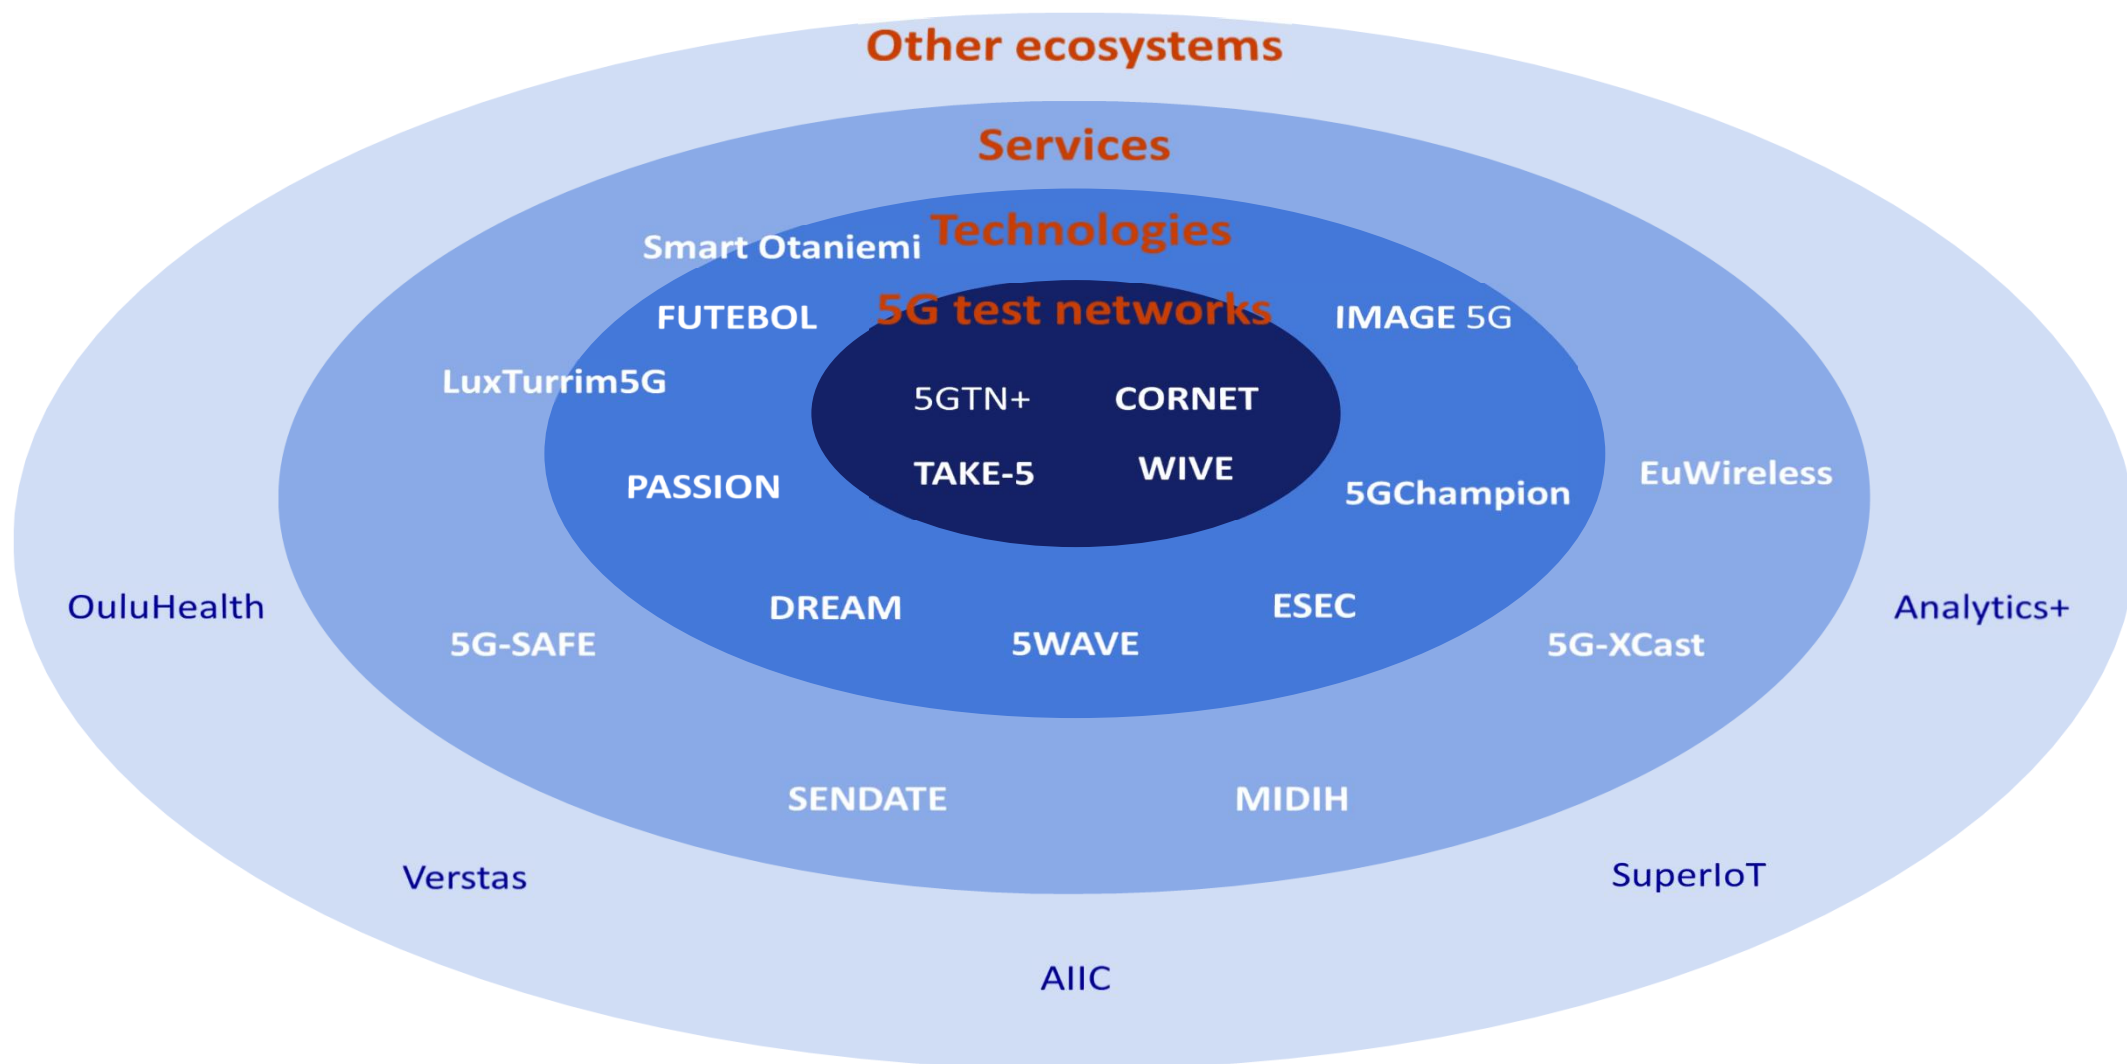 Other ecosystems
Services
Technologies
Smart Otaniemi
5G test networks
FUTEBOL
IMAGE 5G
LuxTurrim5G
5GTN+
CORNET
TAKE-5
WIVE
PASSION
5GChampion
EuWireless
OuluHealth
DREAM
ESEC
Analytics+
5G-SAFE
5WAVE
5G-XCast
SENDATE
MIDIH
Verstas
SuperIoT
AIIC